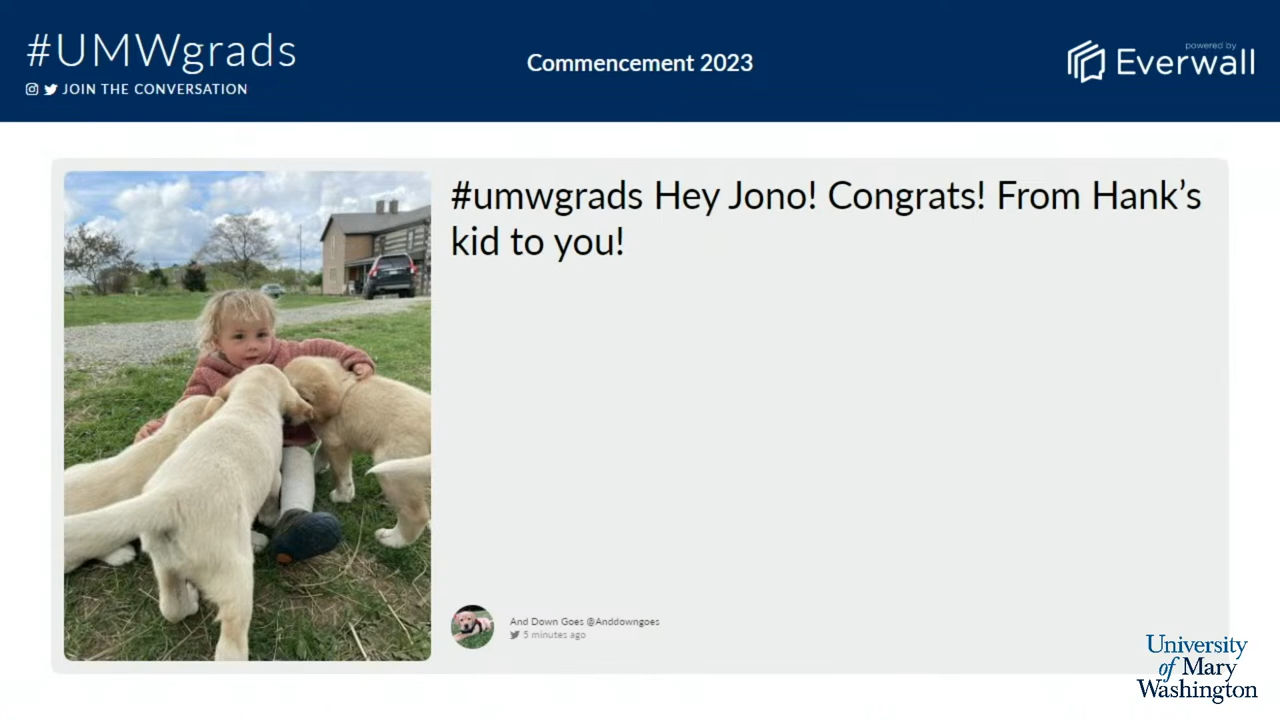 #UMWgrads
JOIN THE CONVERSATION
Commencement 2023
powered by
Everwall
#umwgrads Hey Jono! Congrats! From Hank’s
kid to you!
And Down Goes @Anddowngoes
5 minutes ago
University
of Mary
Washington